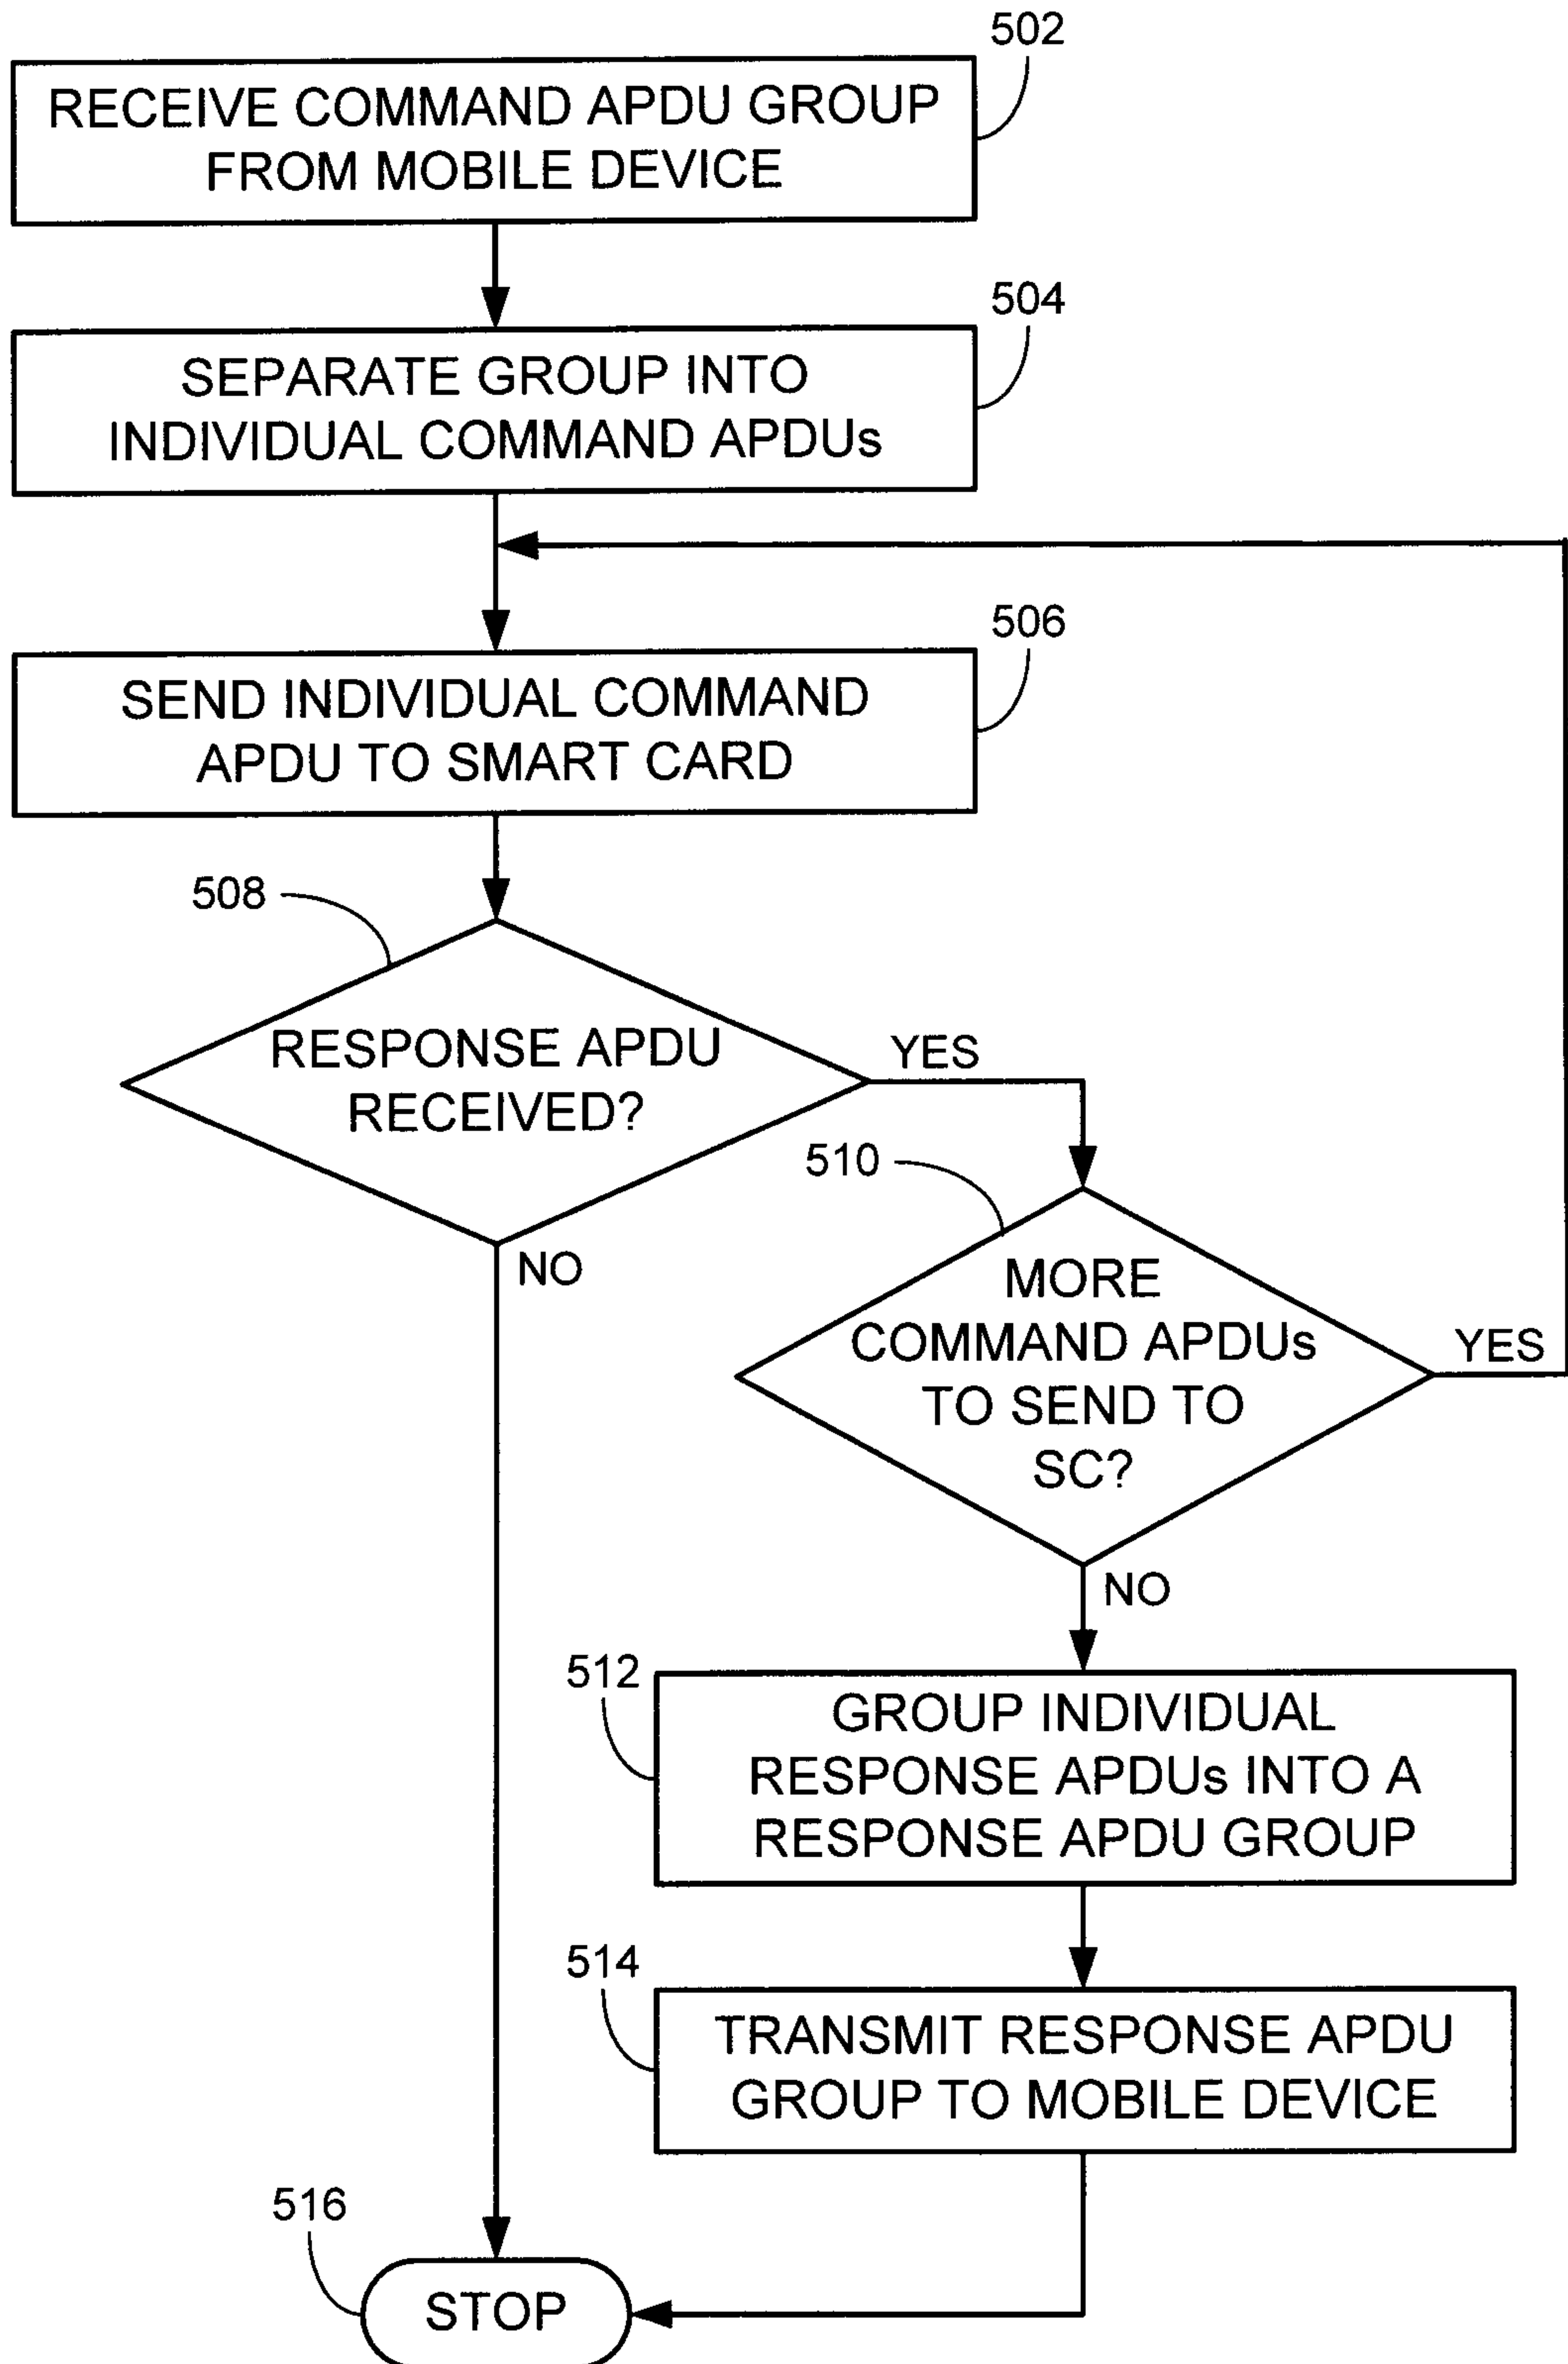 502
RECEIVE COMMAND APDU GROUP
FROM MOBILE DEVICE
504
SEPARATE GROUP INTO
INDIVIDUAL COMMAND APDUs
506
SEND INDIVIDUAL COMMAND
APDU TO SMART CARD
508
RESPONSE APDU
RECEIVED?
YES
NO
510
MORE
COMMAND APDUs
TO SEND TO
SC?
YES
NO
512
GROUP INDIVIDUAL
RESPONSE APDUs INTO A
RESPONSE APDU GROUP
514
TRANSMIT RESPONSE APDU
GROUP TO MOBILE DEVICE
516
STOP